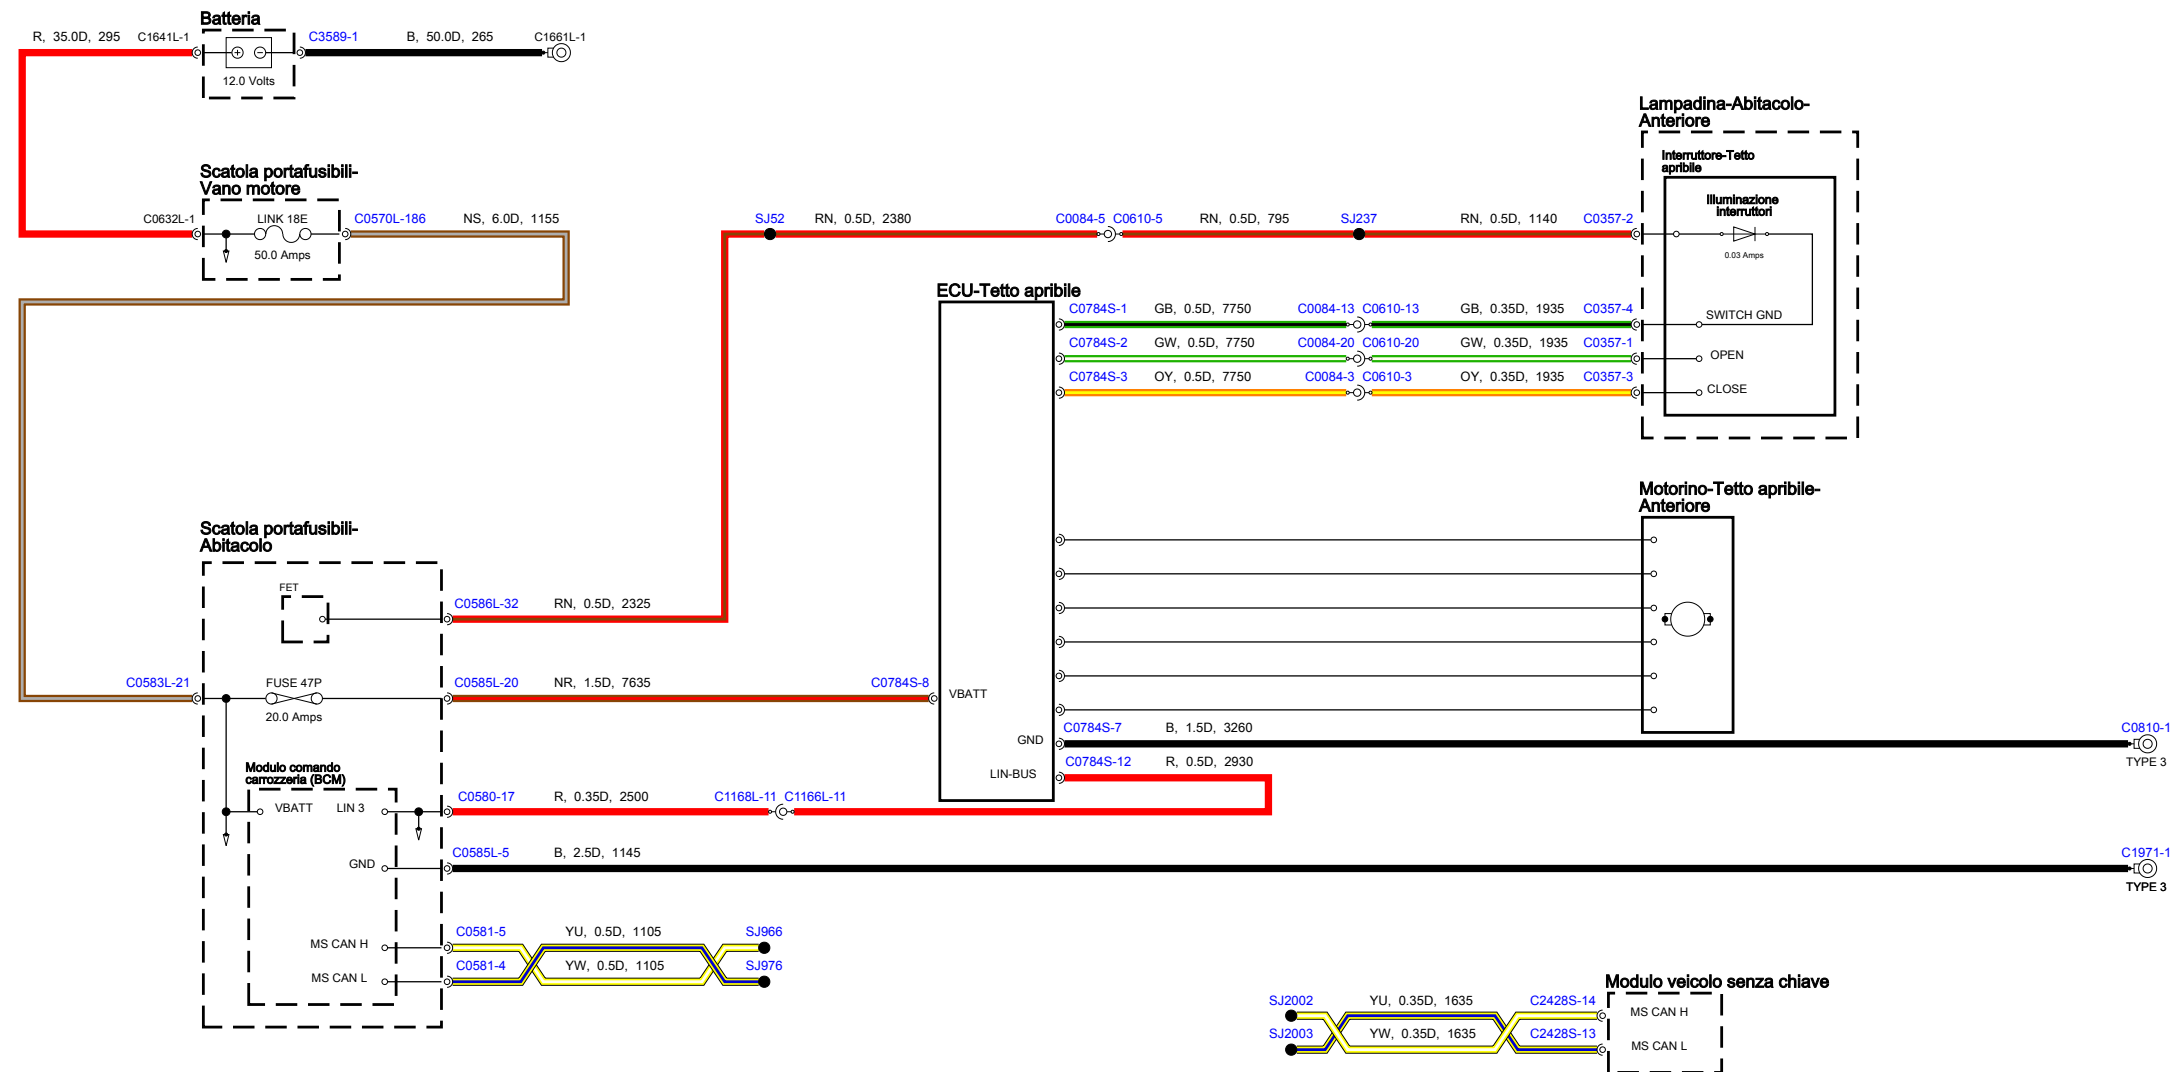 Batteria
R, 35.0D, 295
C1641L-1
C3589-1
B, 50.0D, 265
C1661L-1
12.0 Volts
Lampadina-Abitacolo-
Anteriore
Interruttore-Tetto
apribile
Illuminazione
interruttori
0.03 Amps
Scatola portafusibili-
Vano motore
C0632L-1
LINK 18E
50.0 Amps
C0570L-186
NS, 6.0D, 1155
SJ52
RN, 0.5D, 2380
C0084-5
C0610-5
RN, 0.5D, 795
SJ237
RN, 0.5D, 1140
C0357-2
ECU-Tetto apribile
C0784S-1
GB, 0.5D, 7750
C0084-13
C0610-13
GB, 0.35D, 1935
C0357-4
SWITCH GND
C0784S-2
GW, 0.5D, 7750
C0084-20
C0610-20
GW, 0.35D, 1935
C0357-1
OPEN
C0784S-3
OY, 0.5D, 7750
C0084-3
C0610-3
OY, 0.35D, 1935
C0357-3
CLOSE
Motorino-Tetto apribile-
Anteriore
Scatola portafusibili-
Abitacolo
FET
C0586L-32
RN, 0.5D, 2325
C0583L-21
FUSE 47P
20.0 Amps
C0585L-20
NR, 1.5D, 7635
C0784S-8
VBATT
GND
C0784S-7
B, 1.5D, 3260
C0810-1
TYPE 3
LIN-BUS
C0784S-12
R, 0.5D, 2930
Modulo comando
carrozzeria (BCM)
VBATT
LIN 3
C0580-17
R, 0.35D, 2500
C1168L-11
C1166L-11
GND
C0585L-5
B, 2.5D, 1145
C1971-1
TYPE 3
MS CAN H
C0581-5
YU, 0.5D, 1105
SJ966
MS CAN L
C0581-4
YW, 0.5D, 1105
SJ976
Modulo veicolo senza chiave
SJ2002
YU, 0.35D, 1635
C2428S-14
MS CAN H
SJ2003
YW, 0.35D, 1635
C2428S-13
MS CAN L